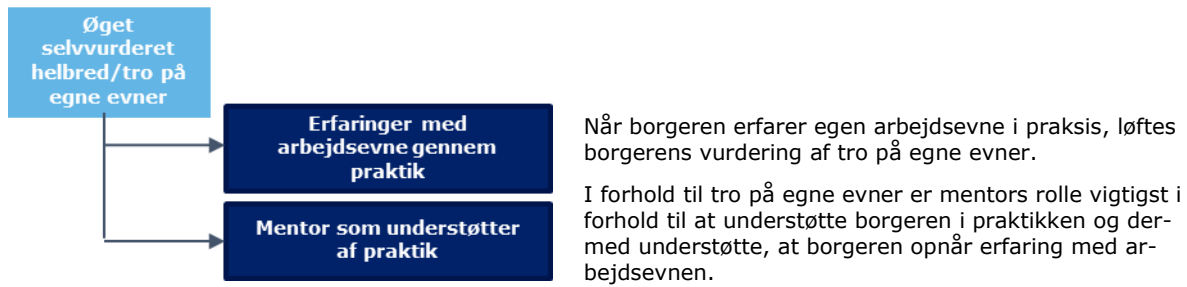 Øget
selvvurderet
helbred/tro på
egne evner
Erfaringer med
arbejdsevne gennem
praktik
Mentor som understøtter
af praktik
Når borgeren erfarer egen arbejdsevne i praksis, løftes
borgerens vurdering af tro på egne evner.
I forhold til tro på egne evner er mentors rolle vigtigst i
forhold til at understøtte borgeren i praktikken og der-
med understøtte, at borgeren opnår erfaring med ar-
bejdsevnen.